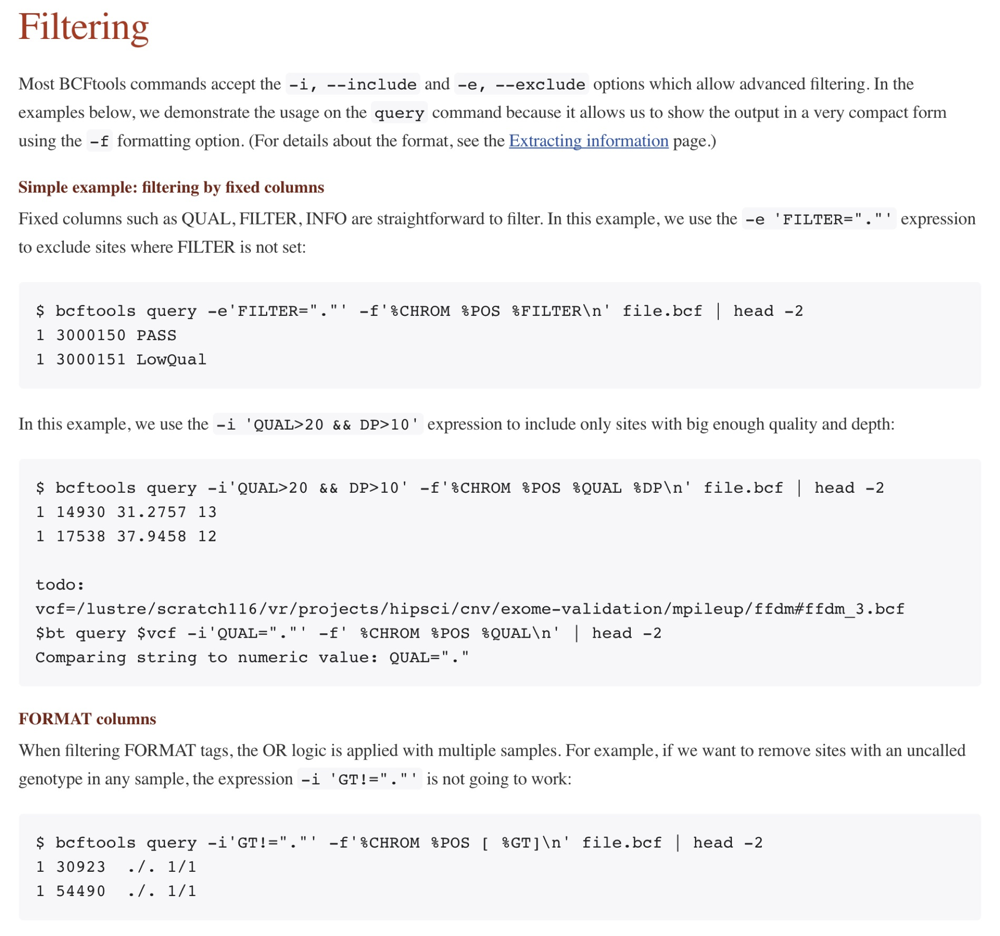 Filtering
Most BCFtools commands accept the -i, --include and -e, --exclude options which allow advanced filtering. In the
examples below, we demonstrate the usage on the query command because it allows us to show the output in a very compact form
using the -f formatting option. (For details about the format, see the Extracting information page.)
Simple example: filtering by fixed columns
Fixed columns such as QUAL, FILTER, INFO are straightforward to filter. In this example, we use the -e 'FILTER="."' expression
to exclude sites where FILTER is not set:
$ bcftools query -e'FILTER="."' -f'%CHROM %POS %FILTER\n' file.bcf | head -2
1 3000150 PASS
1 3000151 LowQual
In this example, we use the -i 'QUAL>20 && DP>10' expression to include only sites with big enough quality and depth:
$ bcftools query -i'QUAL>20 && DP>10' -f'%CHROM %POS %QUAL %DP\n' file.bcf | head -2
1 14930 31.2757 13
1 17538 37.9458 12
todo:
vcf=/lustre/scratch116/vr/projects/hipsci/cnv/exome-validation/mpileup/ffdm#ffdm_3.bcf
$bt query $vcf -i'QUAL="."' -f' %CHROM %POS %QUAL\n' | head -2
Comparing string to numeric value: QUAL="."
FORMAT columns
When filtering FORMAT tags, the OR logic is applied with multiple samples. For example, if we want to remove sites with an uncalled
genotype in any sample, the expression -i 'GT!="."' is not going to work:
$ bcftools query -i'GT!="."' -f'%CHROM %POS [ %GT]\n' file.bcf | head -2
1 30923  ./. 1/1
1 54490  ./. 1/1